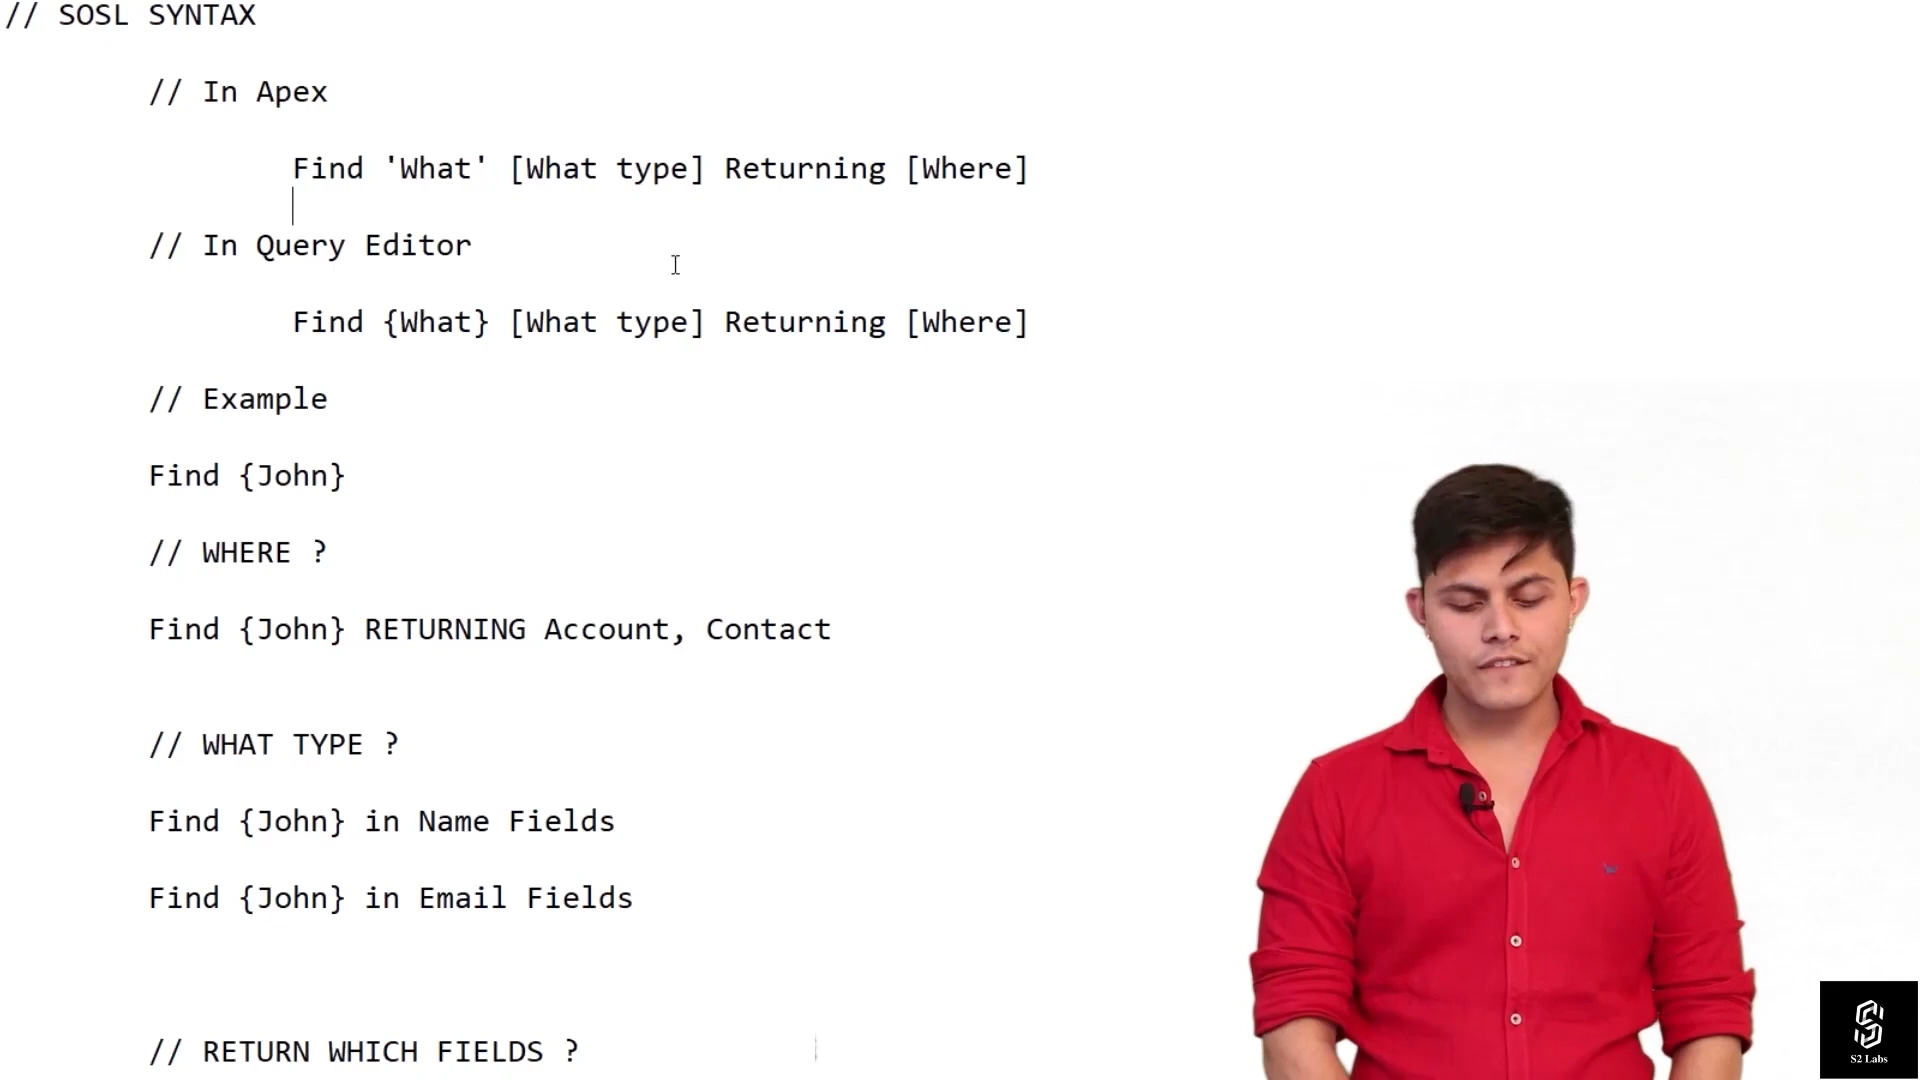 // SOSL SYNTAX
// In Apex
Find 'What' [What type] Returning [Where]
// In Query Editor
Find {What} [What type] Returning [Where]
// Example
Find {John}
// WHERE ?
Find {John} RETURNING Account, Contact
// WHAT TYPE ?
Find {John} in Name Fields
Find {John} in Email Fields
// RETURN WHICH FIELDS ?
S2 Labs